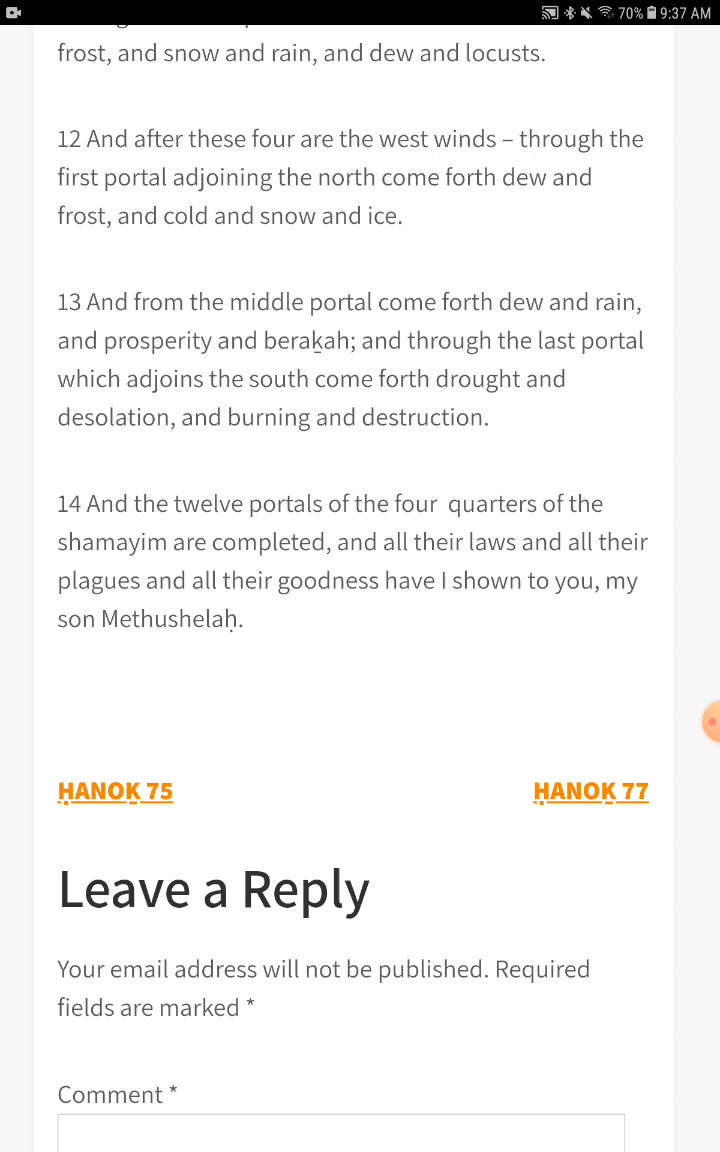 70% 9:37 AM
frost, and snow and rain, and dew and locusts.
12 And after these four are the west winds – through the
first portal adjoining the north come forth dew and
frost, and cold and snow and ice.
13 And from the middle portal come forth dew and rain,
and prosperity and beraḵah; and through the last portal
which adjoins the south come forth drought and
desolation, and burning and destruction.
14 And the twelve portals of the four  quarters of the
shamayim are completed, and all their laws and all their
plagues and all their goodness have I shown to you, my
son Methushelaḥ.
ḤANOḴ 75 ḤANOḴ 77
Leave a Reply
Your email address will not be published. Required
fields are marked *
Comment *